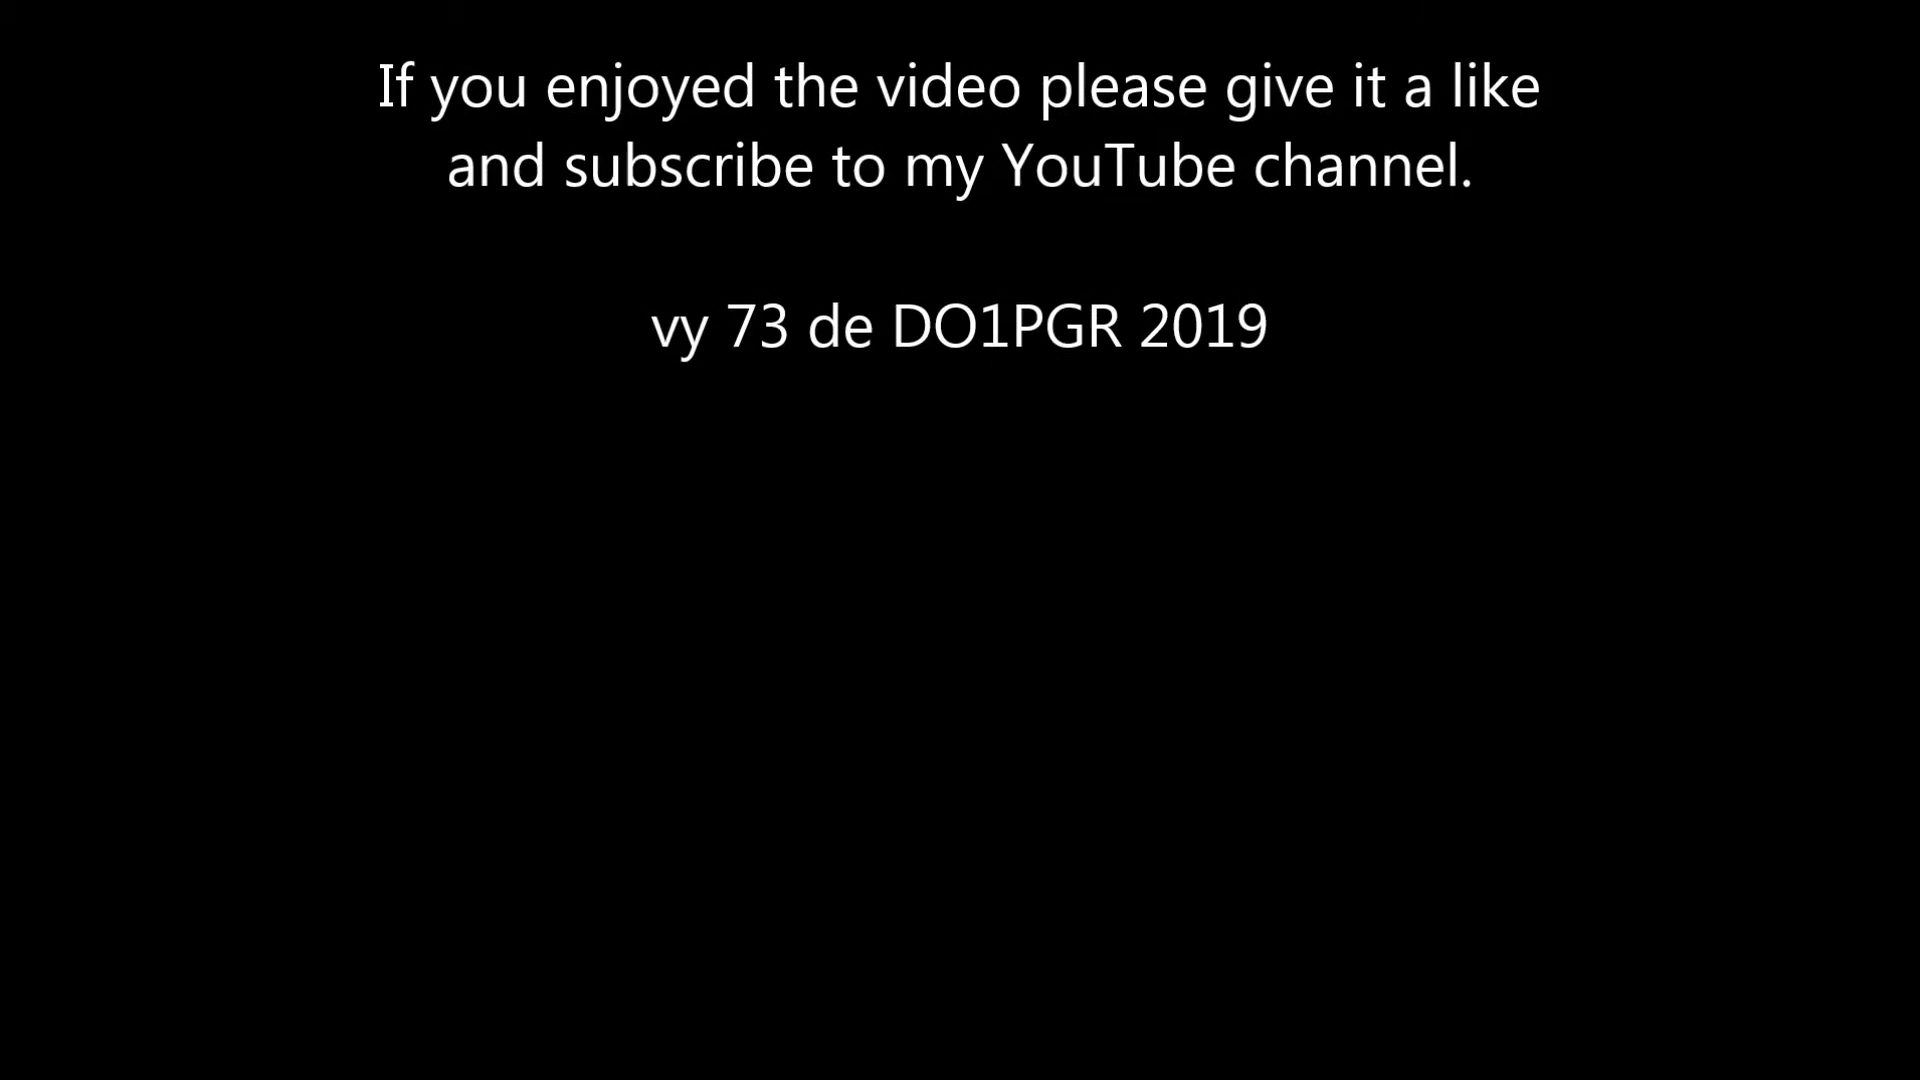 If you enjoyed the video please give it a like
and subscribe to my YouTube channel.
vy 73 de DO1PGR 2019